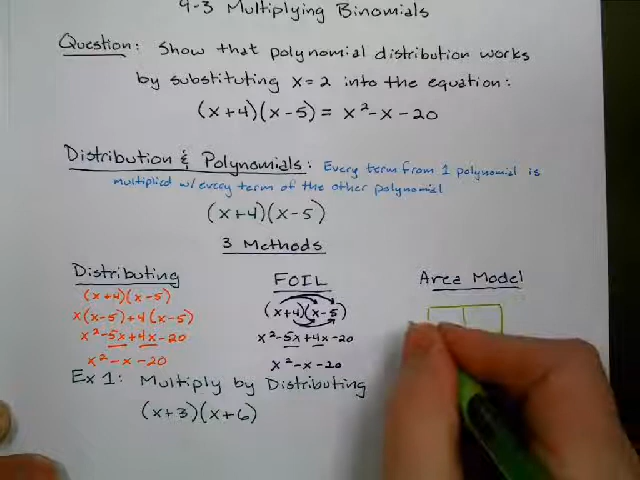 9-3 Multiplying Binomials
Question: Show that polynomial distribution works
by substituting x = 2 into the equation:
(x+4)(x-5) = x² - x - 20
Distribution & Polynomials: Every term from 1 polynomial is
multiplied w/ every term of the other polynomial
(x+4)(x-5)
3 Methods
Distributing
(x+4)(x-5)
x(x-5)+4(x-5)
x²-5x+4x-20
x²-x-20
FOIL
(x+4)(x-5)
x²-5x+4x-20
x²-x-20
Area Model
Ex 1: Multiply by Distributing
(x+3)(x+6)